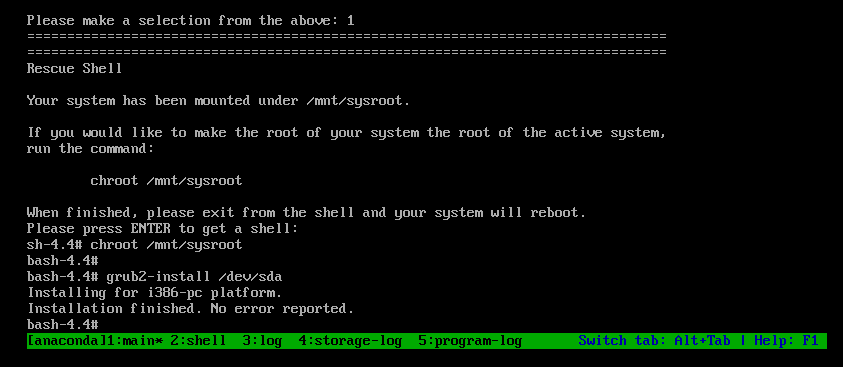 Please make a selection from the above: 1
================================================================================
================================================================================
Rescue Shell
Your system has been mounted under /mnt/sysroot.
If you would like to make the root of your system the root of the active system,
run the command:
chroot /mnt/sysroot
When finished, please exit from the shell and your system will reboot.
Please press ENTER to get a shell:
sh-4.4# chroot /mnt/sysroot
bash-4.4#
bash-4.4# grub2-install /dev/sda
Installing for i386-pc platform.
Installation finished. No error reported.
bash-4.4#
[anaconda]1:main* 2:shell  3:log  4:storage-log  5:program-log       Switch tab: Alt+Tab | Help: F1